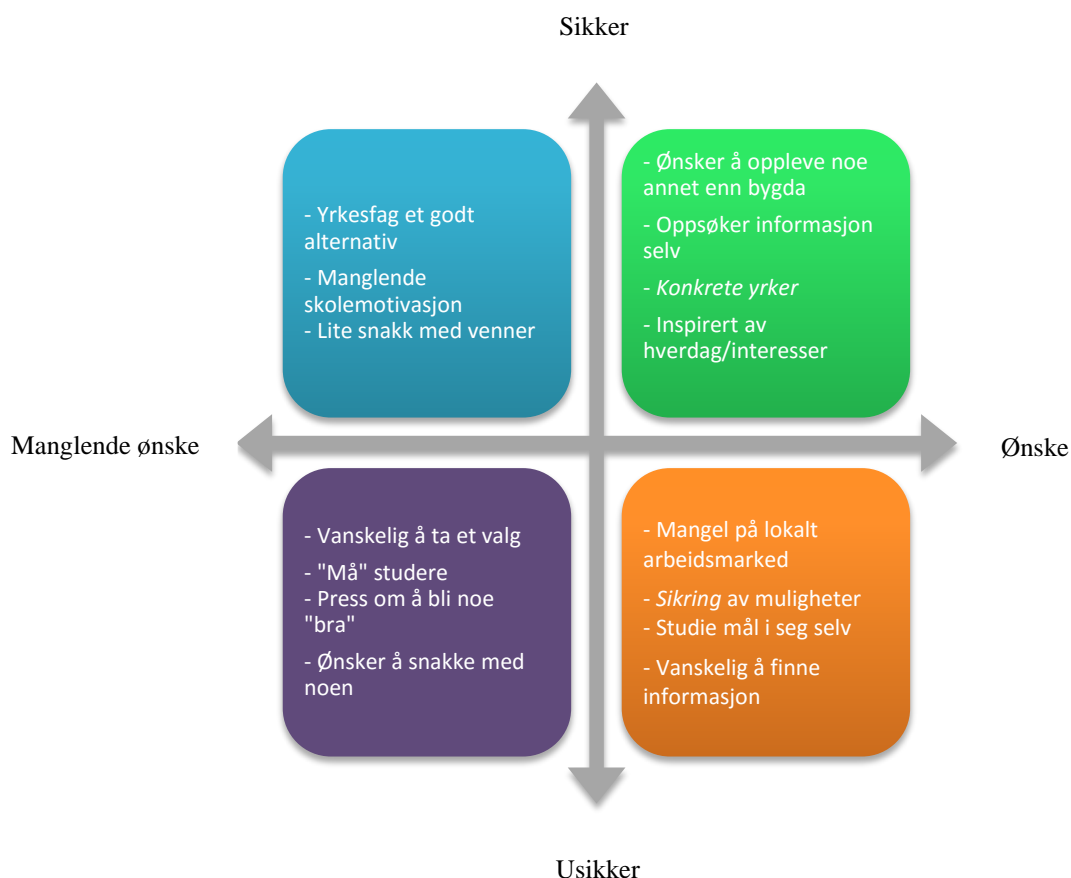 Sikker
- Yrkesfag et godt
alternativ
- Manglende
skolemotivasjon
- Lite snakk med venner
- Ønsker å oppleve noe
annet enn bygda
- Oppsøker informasjon
selv
- Konkrete yrker
- Inspirert av
hverdag/interesser
Manglende ønske
Ønske
- Vanskelig å ta et valg
- "Må" studere
- Press om å bli noe
"bra"
- Ønsker å snakke med
noen
- Mangel på lokalt
arbeidsmarked
- Sikring av muligheter
- Studie mål i seg selv
- Vanskelig å finne
informasjon
Usikker